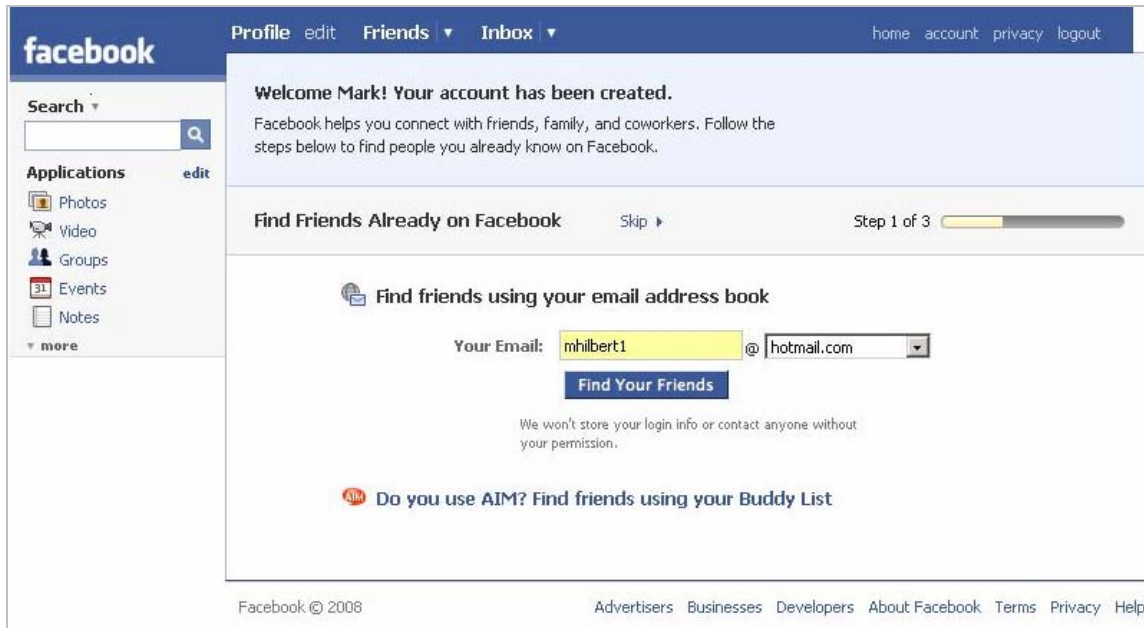 facebook
Profile edit Friends ▼ Inbox ▼ home account privacy logout
Search ▼
Applications edit
Photos
Video
Groups
31 Events
Notes
▼ more
Welcome Mark! Your account has been created.
Facebook helps you connect with friends, family, and coworkers. Follow the
steps below to find people you already know on Facebook.
Find Friends Already on Facebook Skip ▶ Step 1 of 3
Find friends using your email address book
Your Email: mhilbert1 @ hotmail.com
Find Your Friends
We won't store your login info or contact anyone without
your permission.
AIM Do you use AIM? Find friends using your Buddy List
Facebook © 2008 Advertisers Businesses Developers About Facebook Terms Privacy Help